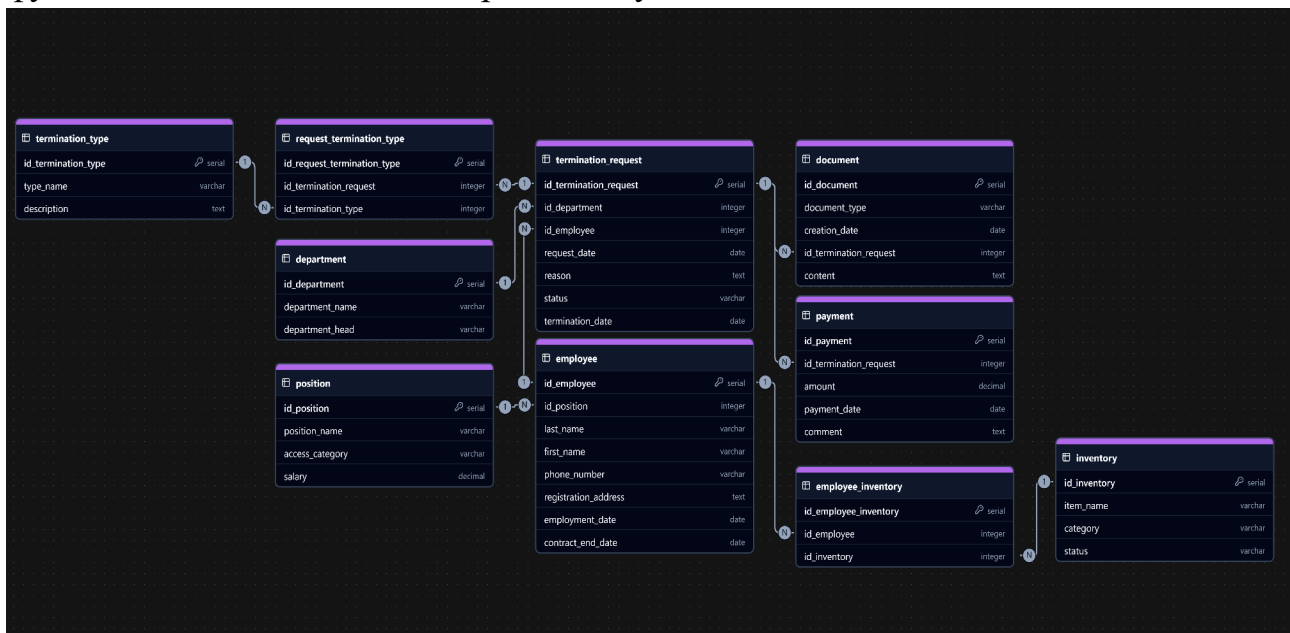 termination_type
id_termination_type serial
type_name varchar
description text
request_termination_type
id_request_termination_type serial
id_termination_request integer
id_termination_type integer
department
id_department serial
department_name varchar
department_head varchar
position
id_position serial
position_name varchar
access_category varchar
salary decimal
termination_request
id_termination_request serial
id_department integer
id_employee integer
request_date date
reason text
status varchar
termination_date date
employee
id_employee serial
id_position integer
last_name varchar
first_name varchar
phone_number varchar
registration_address text
employment_date date
contract_end_date date
document
id_document serial
document_type varchar
creation_date date
id_termination_request integer
content text
payment
id_payment serial
id_termination_request integer
amount decimal
payment_date date
comment text
employee_inventory
id_employee_inventory serial
id_employee integer
id_inventory integer
inventory
id_inventory serial
item_name varchar
category varchar
status varchar
1
N
N
1
N
N
1
1
1
N
1
N
N
1
N
N
1